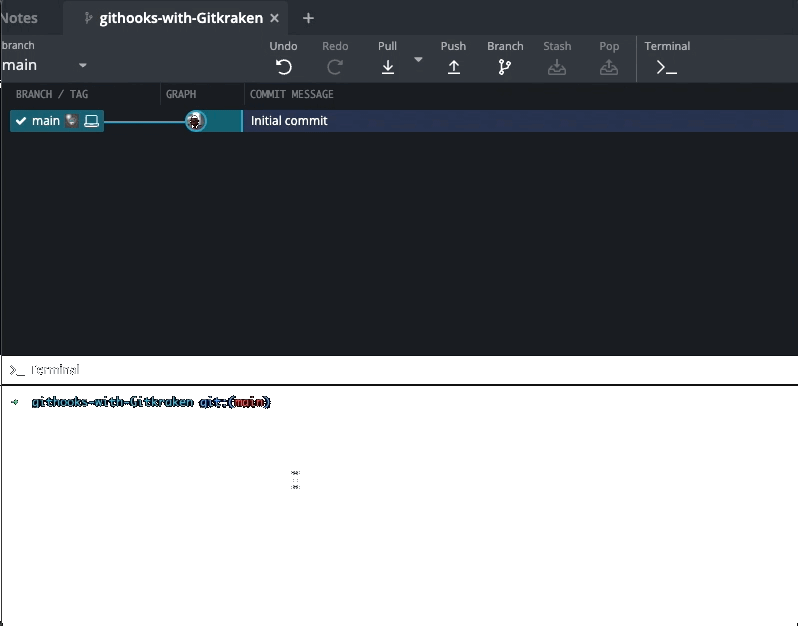 Notes
githooks-with-Gitkraken × +
branch
main
Undo Redo Pull Push Branch Stash Pop Terminal
BRANCH / TAG GRAPH COMMIT MESSAGE
main Initial commit
>_ Terminal
→ githooks-with-Gitkraken git:(main)